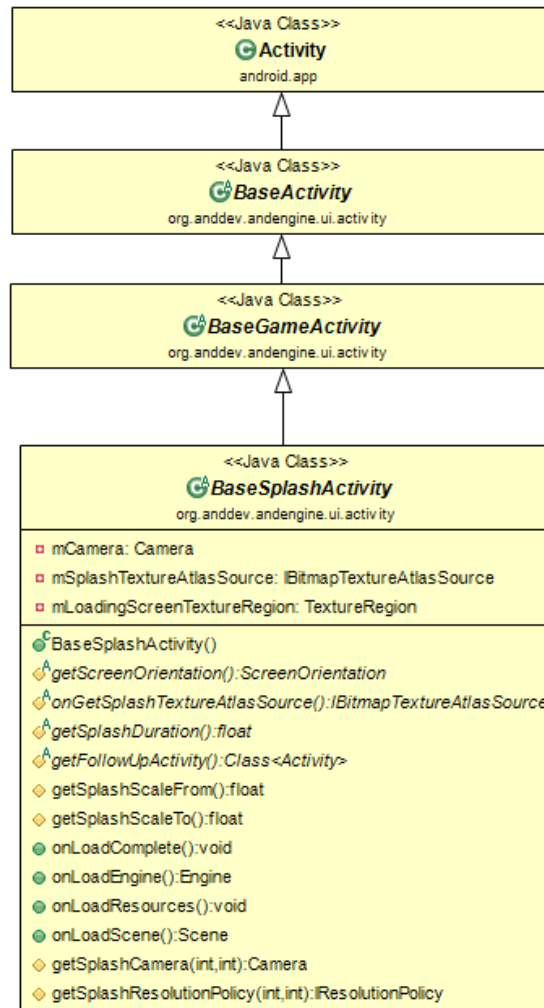 <<Java Class>>
Activity
android.app
<<Java Class>>
BaseActivity
org.anddev.andengine.ui.activity
<<Java Class>>
BaseGameActivity
org.anddev.andengine.ui.activity
<<Java Class>>
BaseSplashActivity
org.anddev.andengine.ui.activity
mCamera: Camera
mSplashTextureAtlasSource: IBitmapTextureAtlasSource
mLoadingScreenTextureRegion: TextureRegion
BaseSplashActivity()
getScreenOrientation():ScreenOrientation
onGetSplashTextureAtlasSource():IBitmapTextureAtlasSource
getSplashDuration():float
getFollowUpActivity():Class<Activity>
getSplashScaleFrom():float
getSplashScaleTo():float
onLoadComplete():void
onLoadEngine():Engine
onLoadResources():void
onLoadScene():Scene
getSplashCamera(int,int):Camera
getSplashResolutionPolicy(int,int):IResolutionPolicy